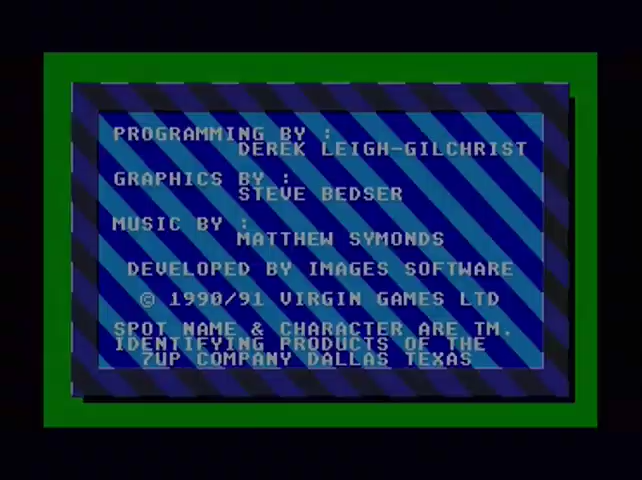 PROGRAMMING BY :
DEREK LEIGH-GILCHRIST
GRAPHICS BY :
STEVE BEDSER
MUSIC BY :
MATTHEW SYMONDS
DEVELOPED BY IMAGES SOFTWARE
© 1990/91 VIRGIN GAMES LTD
SPOT NAME & CHARACTER ARE TM.
IDENTIFYING PRODUCTS OF THE
7UP COMPANY DALLAS TEXAS